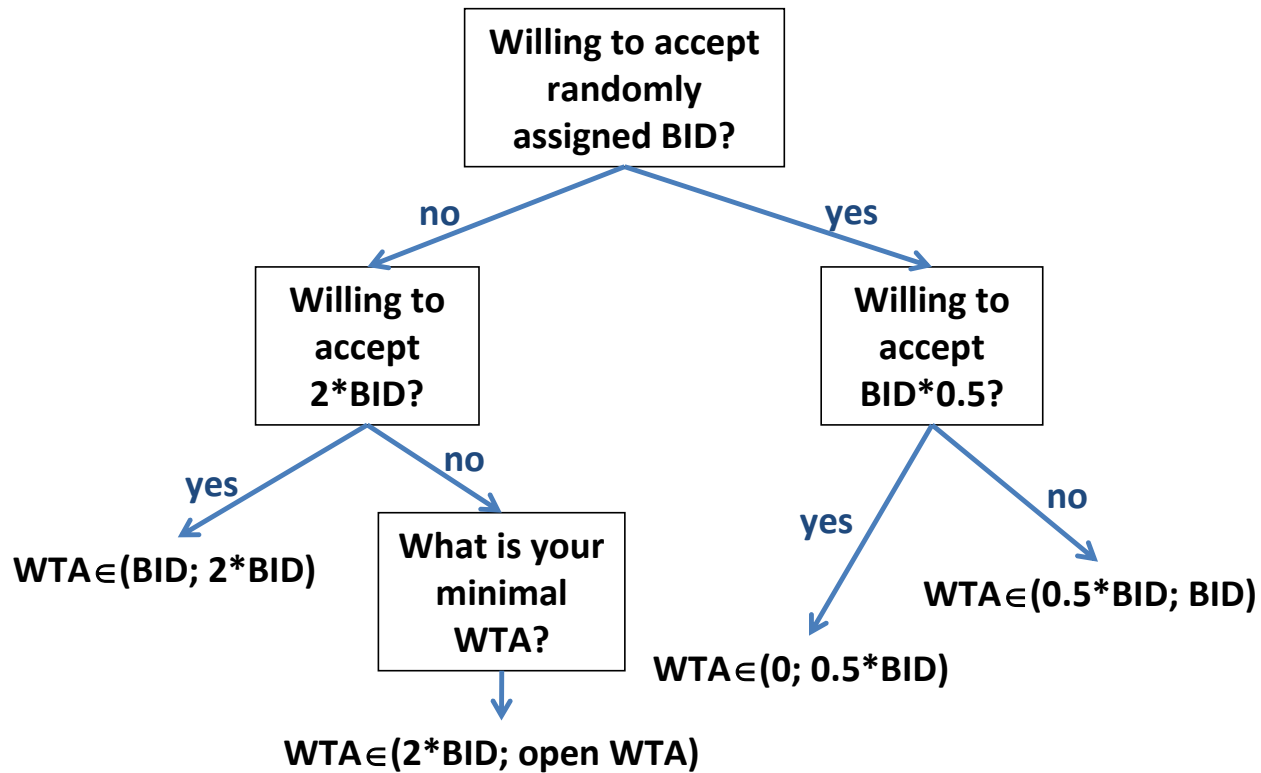 Willing to accept
randomly
assigned BID?
no
yes
Willing to
accept
2*BID?
Willing to
accept
BID*0.5?
yes
no
yes
no
WTA∈(BID; 2*BID)
What is your
minimal
WTA?
WTA∈(0.5*BID; BID)
WTA∈(0; 0.5*BID)
WTA∈(2*BID; open WTA)